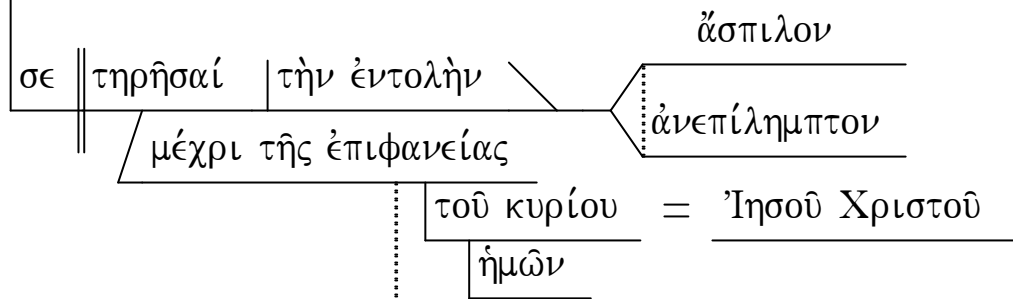 ἄσπιλον
σε τηρῆσαί τὴν ἐντολὴν
ἀνεπίλημπτον
μέχρι τῆς ἐπιφανείας
τοῦ κυρίου = Ἰησοῦ Χριστοῦ
ἡμῶν